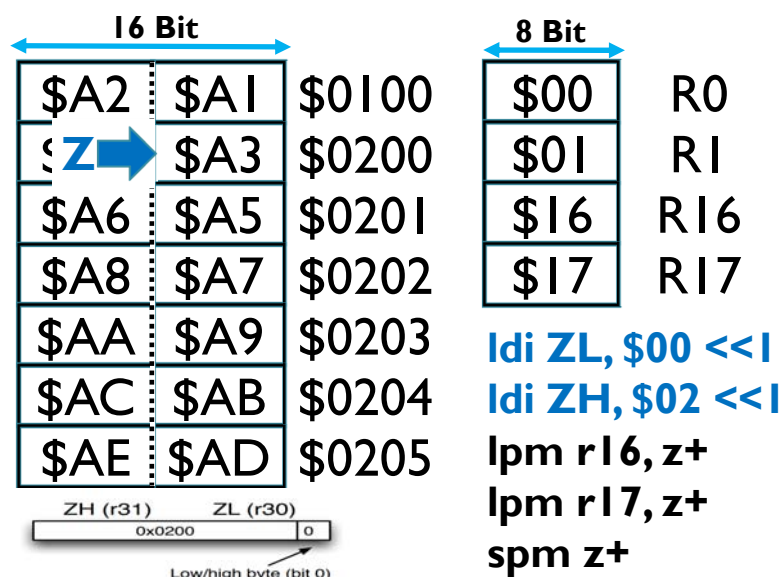 16 Bit
8 Bit
$A2 $A1 $0100
$00 R0
Z $A3 $0200
$01 R1
$A6 $A5 $0201
$16 R16
$A8 $A7 $0202
$17 R17
$AA $A9 $0203
$AC $AB $0204
$AE $AD $0205
ldi ZL, $00 <<1
ldi ZH, $02 <<1
lpm r16, z+
lpm r17, z+
spm z+
ZH (r31) ZL (r30)
0x0200 0
Low/high byte (bit 0)